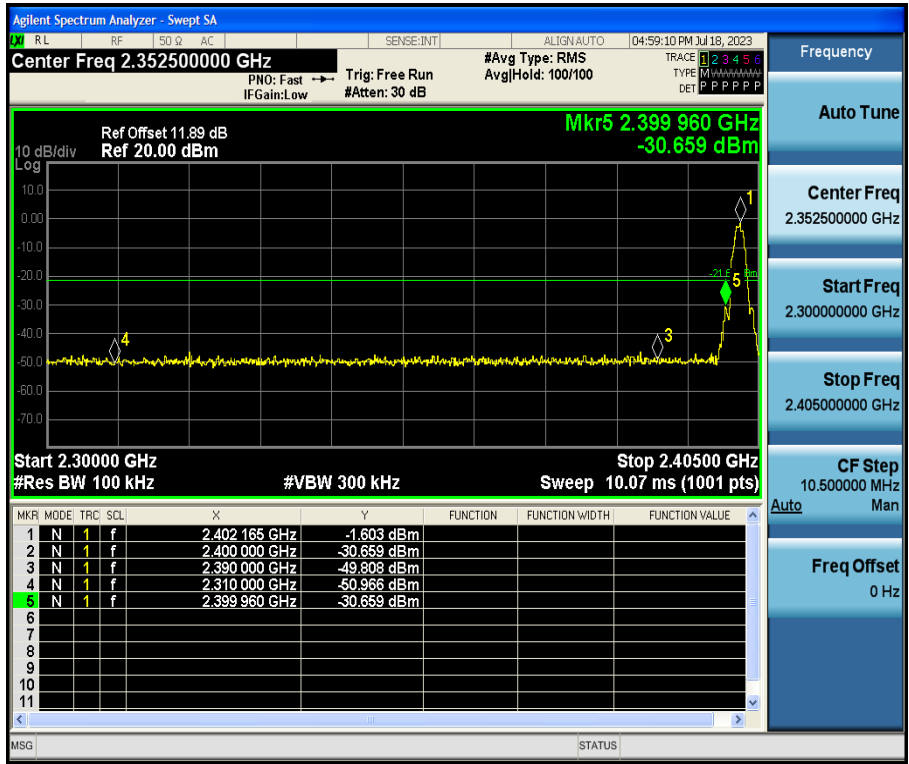 Agilent Spectrum Analyzer - Swept SA
LXI RL RF 50 Ω AC SENSE:INT ALIGNAUTO 04:59:10 PM Jul 18, 2023
Center Freq 2.352500000 GHz #Avg Type: RMS TRACE 1 2 3 4 5 6
PNO: Fast Trig: Free Run Avg|Hold: 100/100 TYPE M WWWWW
IFGain:Low #Atten: 30 dB DET P P P P P P
Mkr5 2.399 960 GHz
-30.659 dBm
Ref Offset 11.89 dB
10 dB/div Ref 20.00 dBm
Log
10.0
0.00
-10.0
-20.0
-30.0
-40.0
-50.0
-60.0
-70.0
1
5
3
4
Start 2.30000 GHz Stop 2.40500 GHz
#Res BW 100 kHz #VBW 300 kHz Sweep 10.07 ms (1001 pts)
MKR MODE TRC SCL X Y FUNCTION FUNCTION WIDTH FUNCTION VALUE
1 N 1 f 2.402 165 GHz -1.603 dBm
2 N 1 f 2.400 000 GHz -30.659 dBm
3 N 1 f 2.390 000 GHz -49.808 dBm
4 N 1 f 2.310 000 GHz -50.966 dBm
5 N 1 f 2.399 960 GHz -30.659 dBm
6
7
8
9
10
11
MSG STATUS
Frequency
Auto Tune
Center Freq
2.352500000 GHz
Start Freq
2.300000000 GHz
Stop Freq
2.405000000 GHz
CF Step
10.500000 MHz
Auto Man
Freq Offset
0 Hz